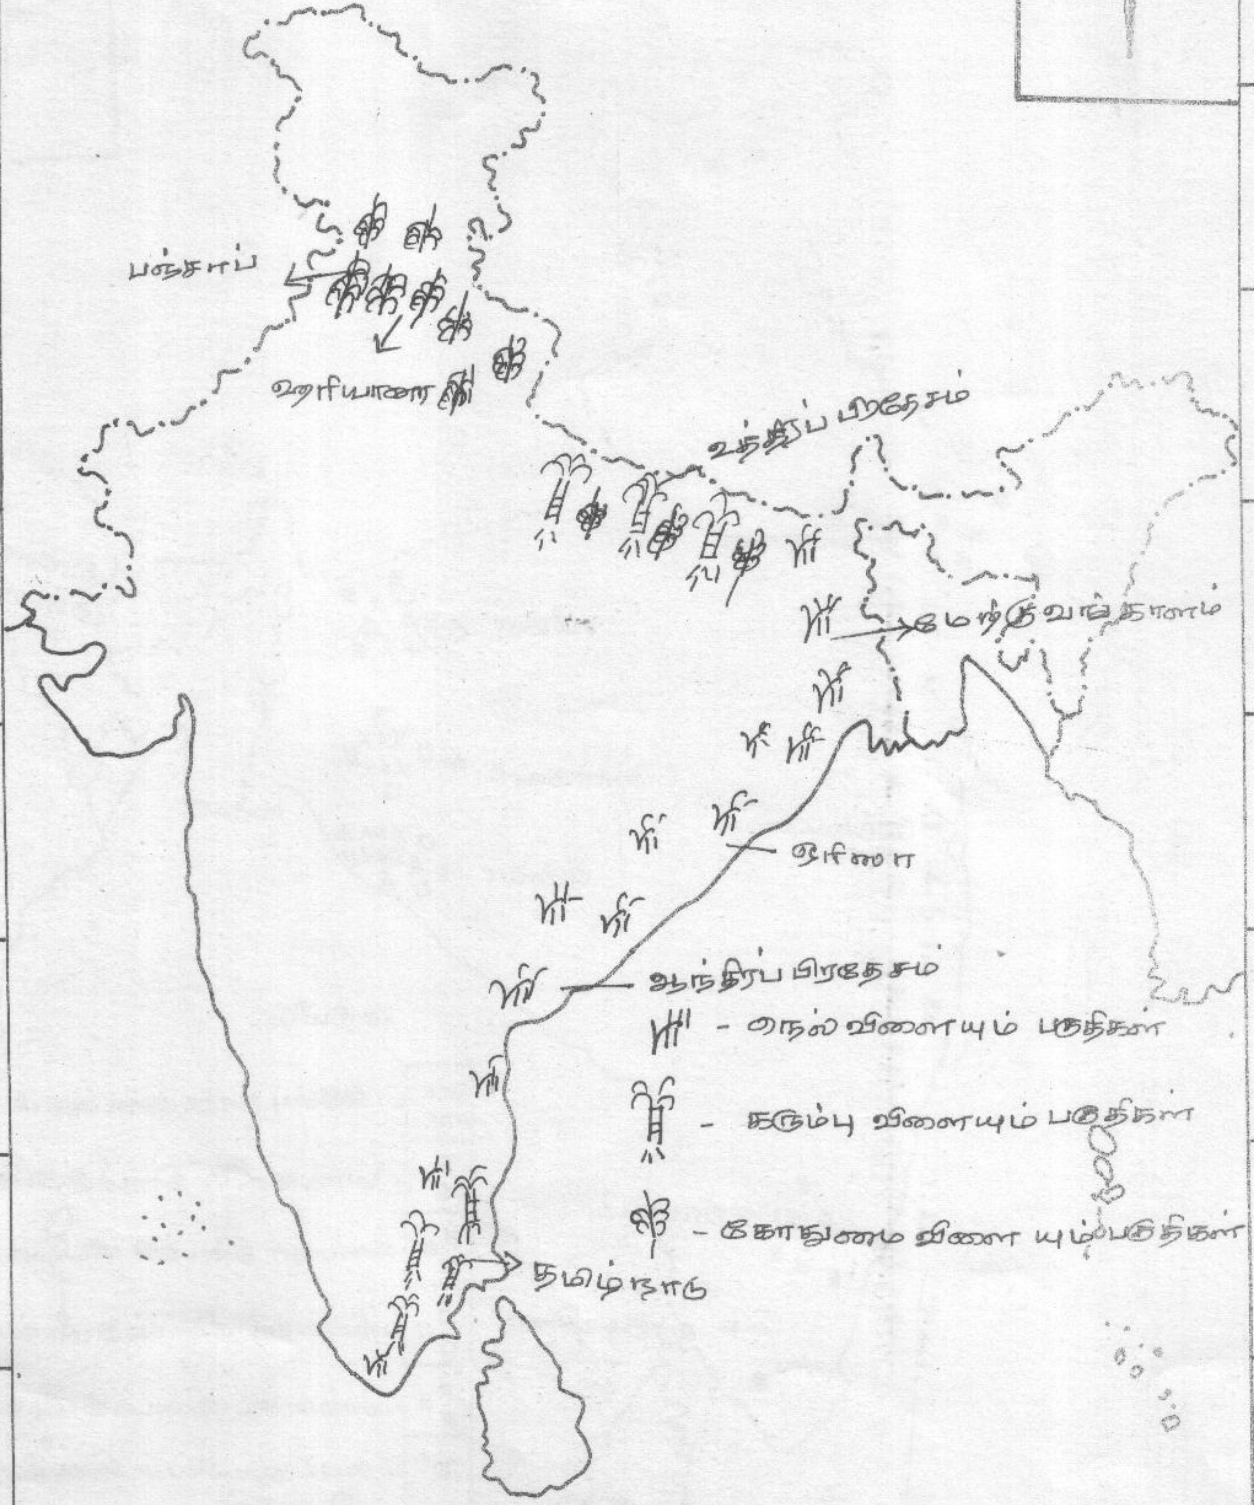 பஞ்சாப்
ஹரியானா
உத்திரப் பிரதேசம்
மேற்கு வங்காளம்
ஒரிஸா
ஆந்திரப் பிரதேசம்
- நெல் விளையும் பகுதிகள்
- கரும்பு விளையும் பகுதிகள்
- கோதுமை விளையும் பகுதிகள்
தமிழ்நாடு